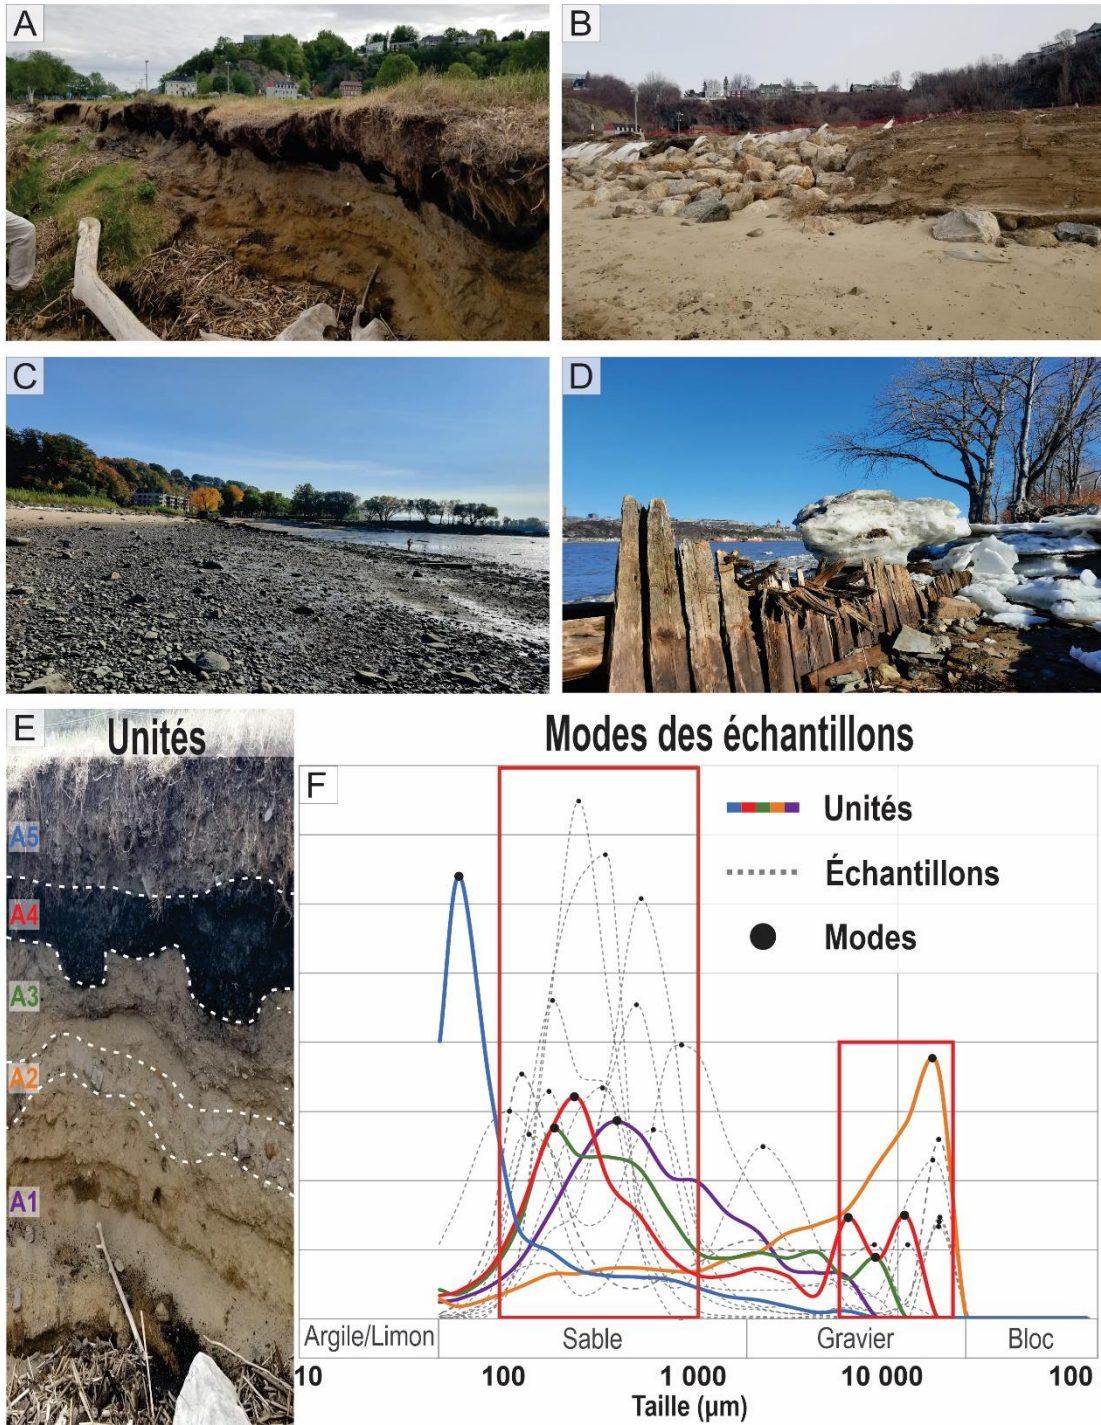 A
B
C
D
E
Unités
A5
A4
A3
A2
A1
Modes des échantillons
F
Unités
Échantillons
Modes
Argile/Limon Sable Gravier Bloc
10 100 1 000 10 000 100
Taille (µm)